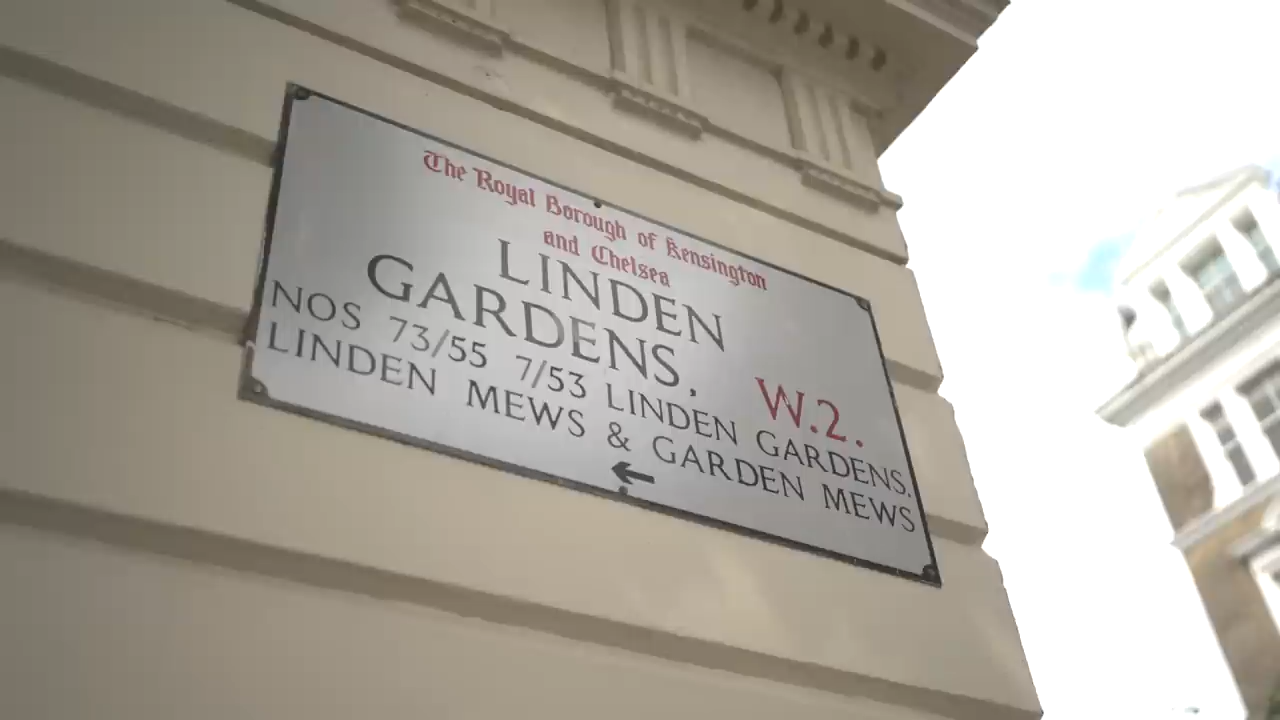 The Royal Borough of Kensington
and Chelsea
LINDEN
GARDENS, W.2.
NOS 73/55 7/53 LINDEN GARDENS.
LINDEN MEWS & GARDEN MEWS